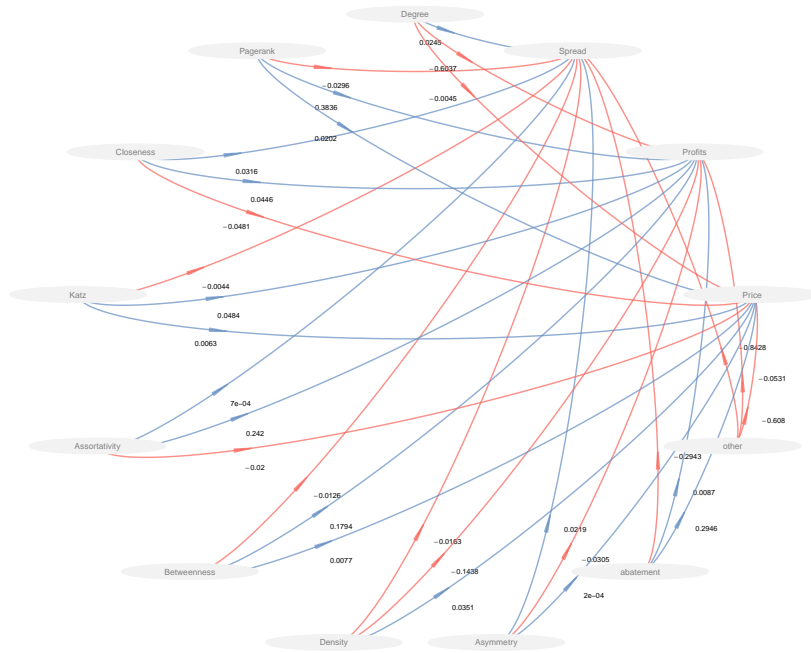 Degree
0.0245
Pagerank
Spread
−0.6037
−0.0296
−0.0045
0.3836
0.0202
Closeness
Profits
0.0316
0.0446
−0.0481
−0.0044
Katz
Price
0.0484
0.0063
−0.8428
−0.0531
7e−04
−0.608
0.242
Assortativity
other
−0.02
−0.2943
0.0087
−0.0126
0.1794
0.0219
0.2946
−0.0163
0.0077
−0.0305
Betweenness
−0.1438
abatement
0.0351
2e−04
Density
Asymmetry